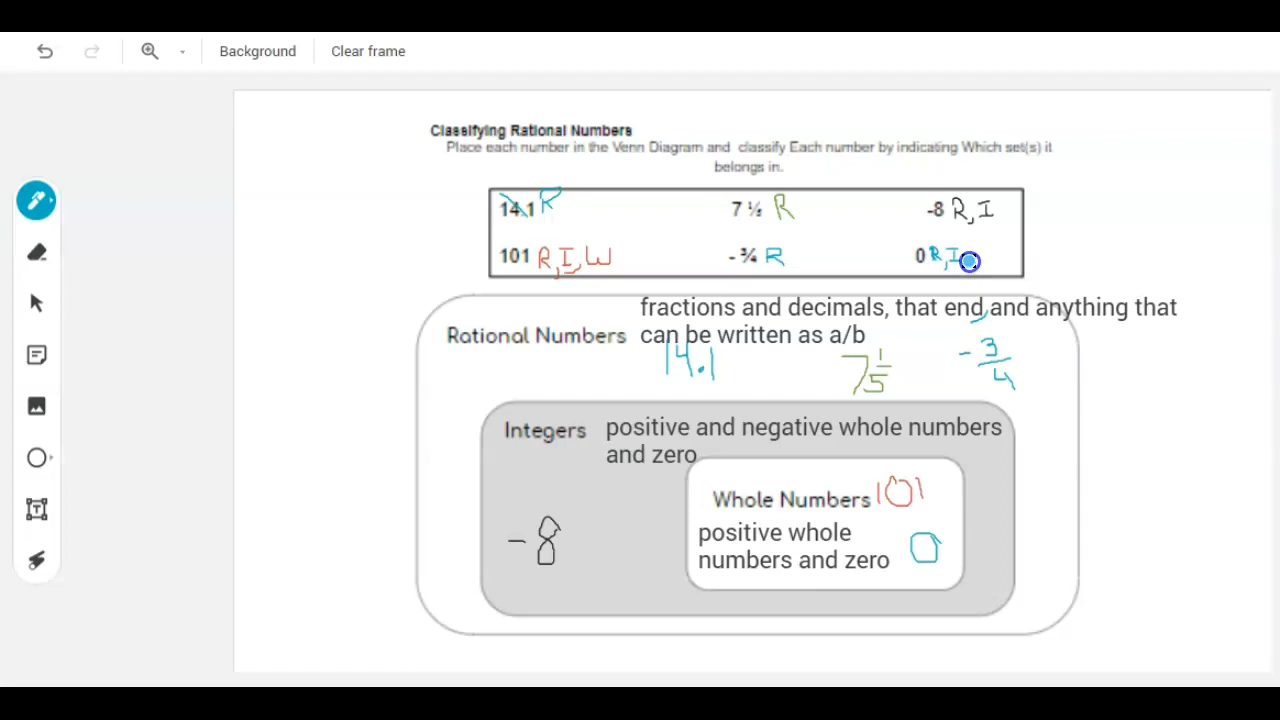 Background Clear frame
Classifying Rational Numbers
Place each number in the Venn Diagram and classify Each number by indicating Which set(s) it
belongs in.
14.1 R 7 ⅕ R -8 R, I
101 R, I, W - ¾ R 0 R, I
fractions and decimals, that end and anything that
Rational Numbers can be written as a/b
14.1 7 1/5 - 3/4
Integers positive and negative whole numbers
and zero
Whole Numbers 101
positive whole
numbers and zero 0
-8